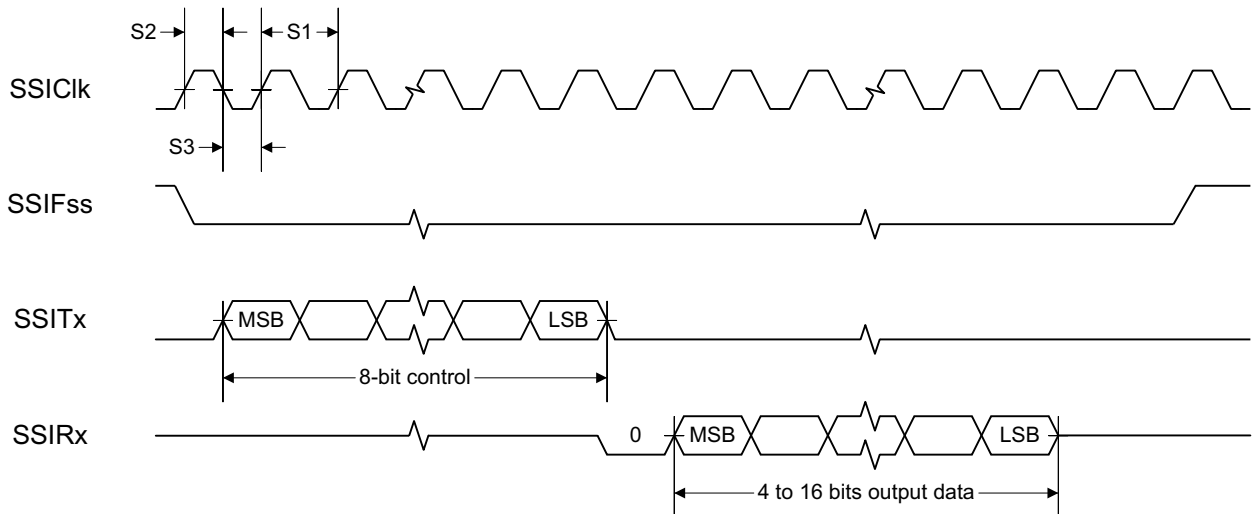 S2
S1
SSIClk
S3
SSIFss
SSITx
MSB
LSB
8-bit control
SSIRx
0
MSB
LSB
4 to 16 bits output data